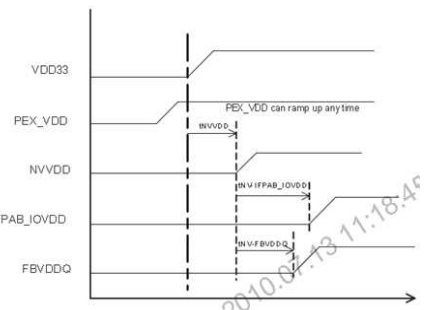 VDD33
PEX_VDD can ramp up any time
PEX_VDD
tNVVDD
NVVDD
tNV-IFPAB_IOVDD
PAB_IOVDD
tNV-FBVDDQ
FBVDDQ
2010.07.13 11:18:45